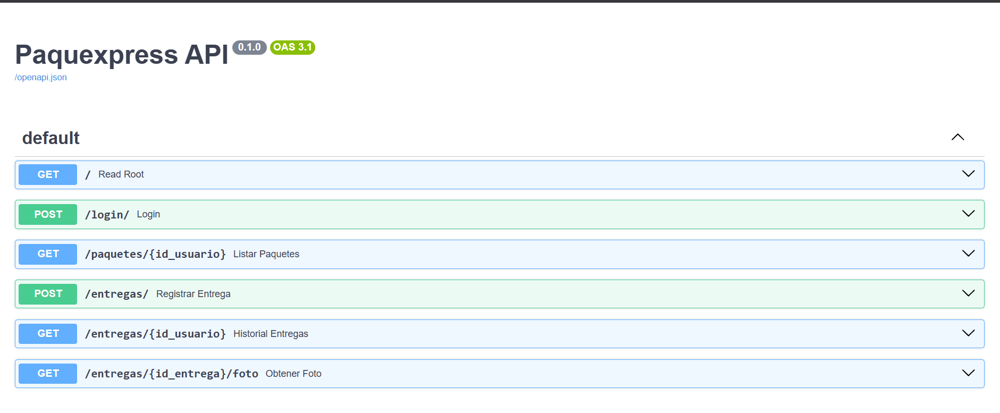 Paquexpress API 0.1.0 OAS 3.1
/openapi.json
default
GET / Read Root
POST /login/ Login
GET /paquetes/{id_usuario} Listar Paquetes
POST /entregas/ Registrar Entrega
GET /entregas/{id_usuario} Historial Entregas
GET /entregas/{id_entrega}/foto Obtener Foto